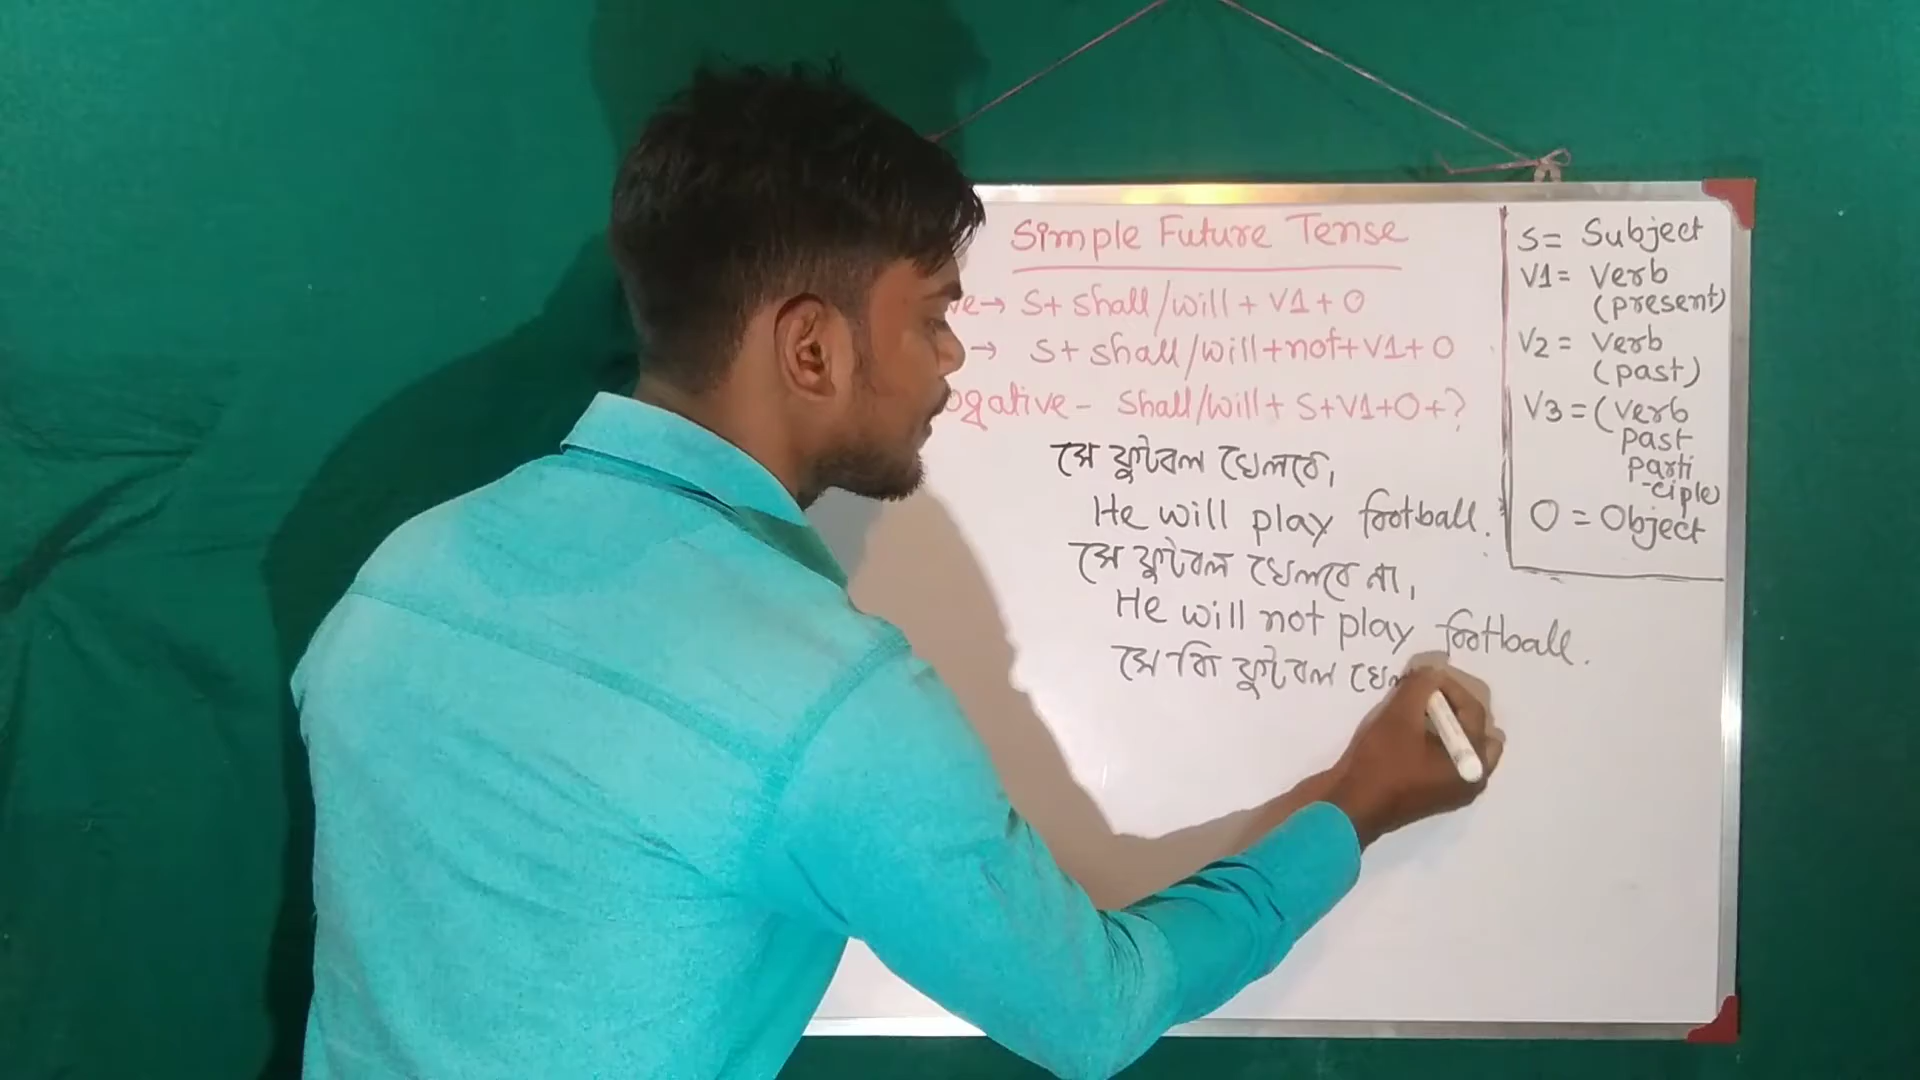 Simple Future Tense
ve→ S+ shall/will + V1 + O
→ S+ shall/will+not+V1+ O
ogative - Shall/will+ S+V1+O+?
সে ফুটবল খেলবে,
He will play football.
সে ফুটবল খেলবে না,
He will not play football.
সে কি ফুটবল খেল
S= Subject
V1= Verb
(present)
V2= Verb
(past)
V3=(Verb
past
parti
-ciple)
O = Object